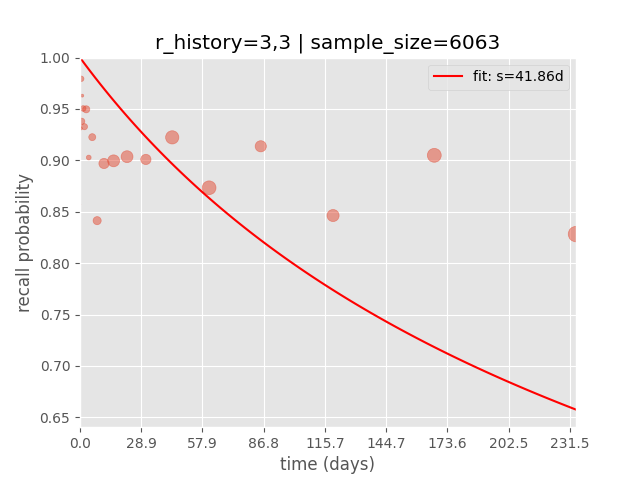 r_history=3,3 | sample_size=6063
fit: s=41.86d
1.00
0.95
0.90
0.85
0.80
0.75
0.70
0.65
recall probability
0.0 28.9 57.9 86.8 115.7 144.7 173.6 202.5 231.5
time (days)